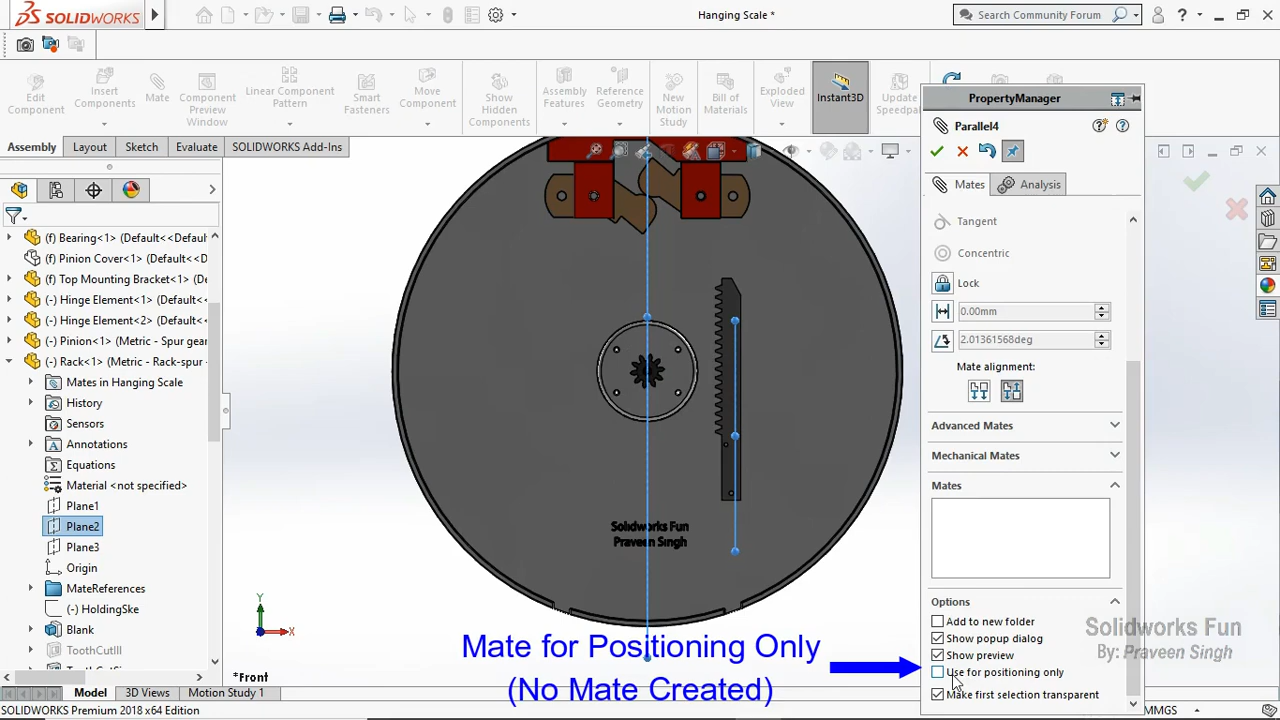 SOLIDWORKS
Hanging Scale *
Search Community Forum
?
Edit Component
Insert Components
Mate
Component Preview Window
Linear Component Pattern
Smart Fasteners
Move Component
Show Hidden Components
Assembly Features
Reference Geometry
New Motion Study
Bill of Materials
Exploded View
Instant3D
Update Speedpak
Assembly
Layout
Sketch
Evaluate
SOLIDWORKS Add-Ins
(f) Bearing<1> (Default<<Defaul
(f) Pinion Cover<1> (Default<<D
(f) Top Mounting Bracket<1> (D
(-) Hinge Element<1> (Default<
(-) Hinge Element<2> (Default<
(-) Pinion<1> (Metric - Spur gear
(-) Rack<1> (Metric - Rack-spur
Mates in Hanging Scale
History
Sensors
Annotations
Equations
Material <not specified>
Plane1
Plane2
Plane3
Origin
MateReferences
(-) HoldingSke
Blank
ToothCutIII
Solidworks Fun
Praveen Singh
Y
X
*Front
Mate for Positioning Only
(No Mate Created)
PropertyManager
Parallel4
Mates
Analysis
Tangent
Concentric
Lock
0.00mm
2.01361568deg
Mate alignment:
Advanced Mates
Mechanical Mates
Mates
Options
Add to new folder
Show popup dialog
Show preview
Use for positioning only
Make first selection transparent
Solidworks Fun
By: Praveen Singh
Model
3D Views
Motion Study 1
SOLIDWORKS Premium 2018 x64 Edition
MMGS